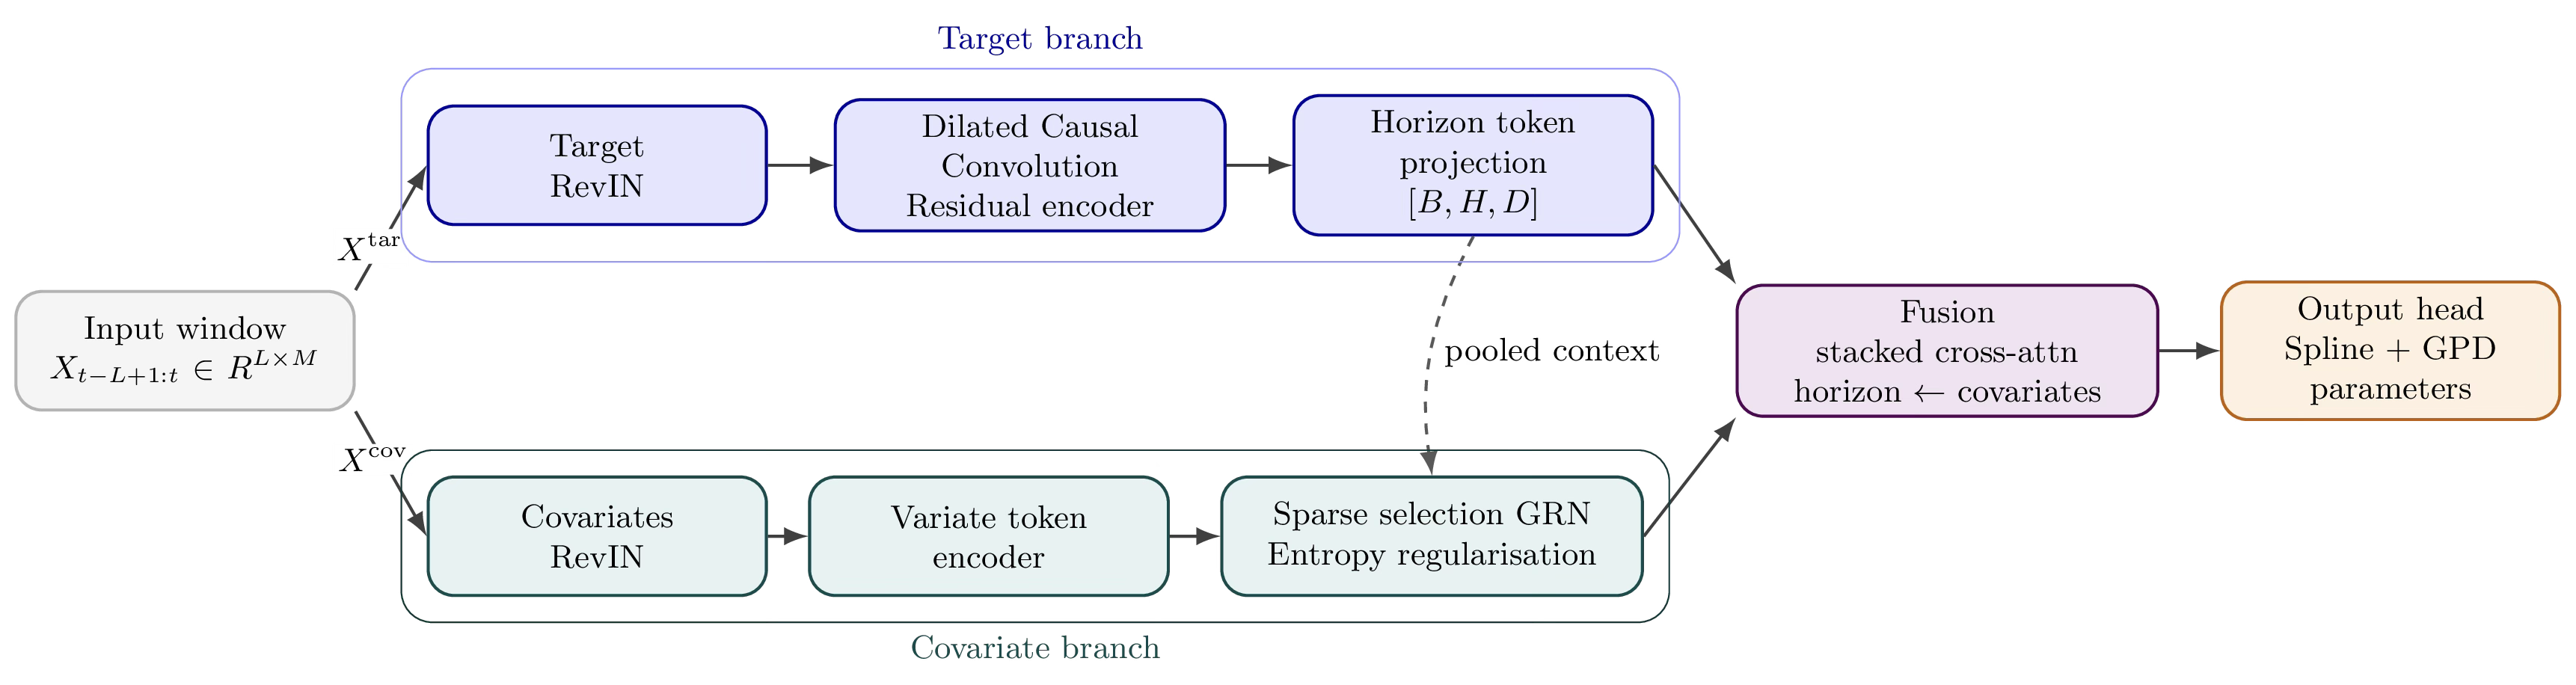 Target branch
Target
RevIN
Dilated Causal
Convolution
Residual encoder
Horizon token
projection
[B, H, D]
X^tar
Input window
X_{t−L+1:t} ∈ R^{L×M}
pooled context
Fusion
stacked cross-attn
horizon ← covariates
Output head
Spline + GPD
parameters
X^cov
Covariates
RevIN
Variate token
encoder
Sparse selection GRN
Entropy regularisation
Covariate branch